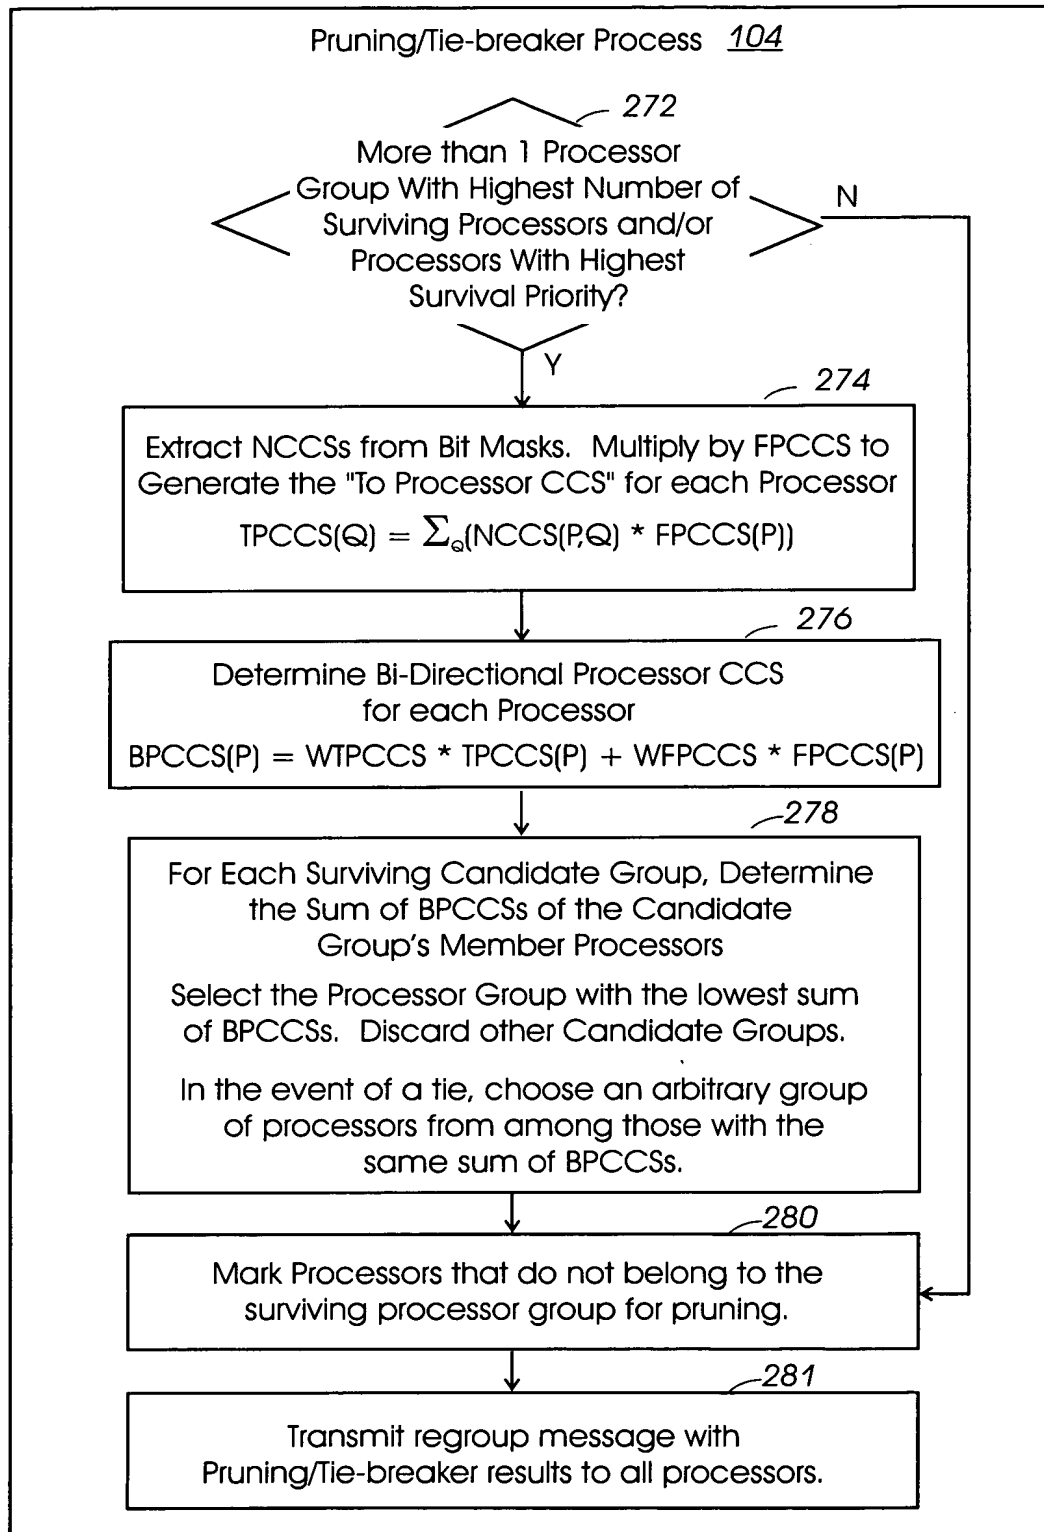 Pruning/Tie-breaker Process 104
272
More than 1 Processor
Group With Highest Number of
Surviving Processors and/or
Processors With Highest
Survival Priority?
N
Y
274
Extract NCCSs from Bit Masks. Multiply by FPCCS to
Generate the "To Processor CCS" for each Processor
TPCCS(Q) = Σ_Q(NCCS(P,Q) * FPCCS(P))
276
Determine Bi-Directional Processor CCS
for each Processor
BPCCS(P) = WTPCCS * TPCCS(P) + WFPCCS * FPCCS(P)
278
For Each Surviving Candidate Group, Determine
the Sum of BPCCSs of the Candidate
Group's Member Processors
Select the Processor Group with the lowest sum
of BPCCSs. Discard other Candidate Groups.
In the event of a tie, choose an arbitrary group
of processors from among those with the
same sum of BPCCSs.
280
Mark Processors that do not belong to the
surviving processor group for pruning.
281
Transmit regroup message with
Pruning/Tie-breaker results to all processors.